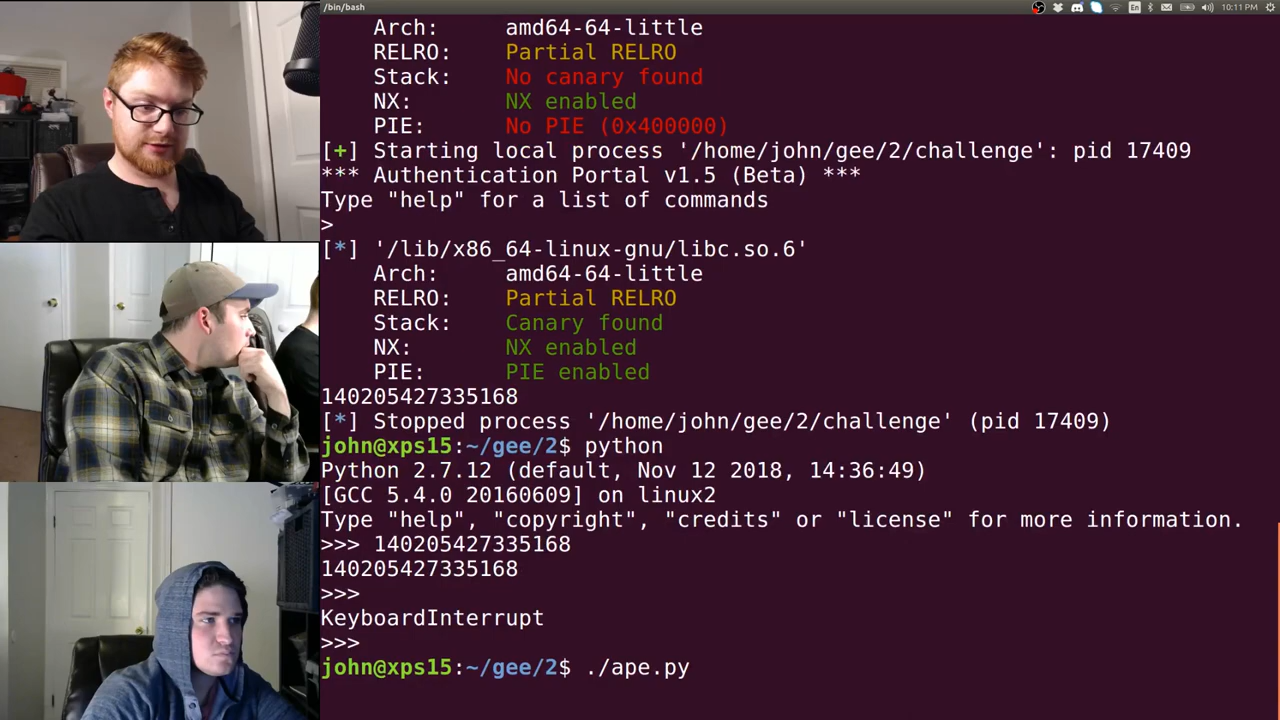 /bin/bash
En
10:11 PM
Arch: amd64-64-little
RELRO: Partial RELRO
Stack: No canary found
NX: NX enabled
PIE: No PIE (0x400000)
[+] Starting local process '/home/john/gee/2/challenge': pid 17409
*** Authentication Portal v1.5 (Beta) ***
Type "help" for a list of commands
>
[*] '/lib/x86_64-linux-gnu/libc.so.6'
Arch: amd64-64-little
RELRO: Partial RELRO
Stack: Canary found
NX: NX enabled
PIE: PIE enabled
140205427335168
[*] Stopped process '/home/john/gee/2/challenge' (pid 17409)
john@xps15:~/gee/2$ python
Python 2.7.12 (default, Nov 12 2018, 14:36:49)
[GCC 5.4.0 20160609] on linux2
Type "help", "copyright", "credits" or "license" for more information.
>>> 140205427335168
140205427335168
>>>
KeyboardInterrupt
>>>
john@xps15:~/gee/2$ ./ape.py